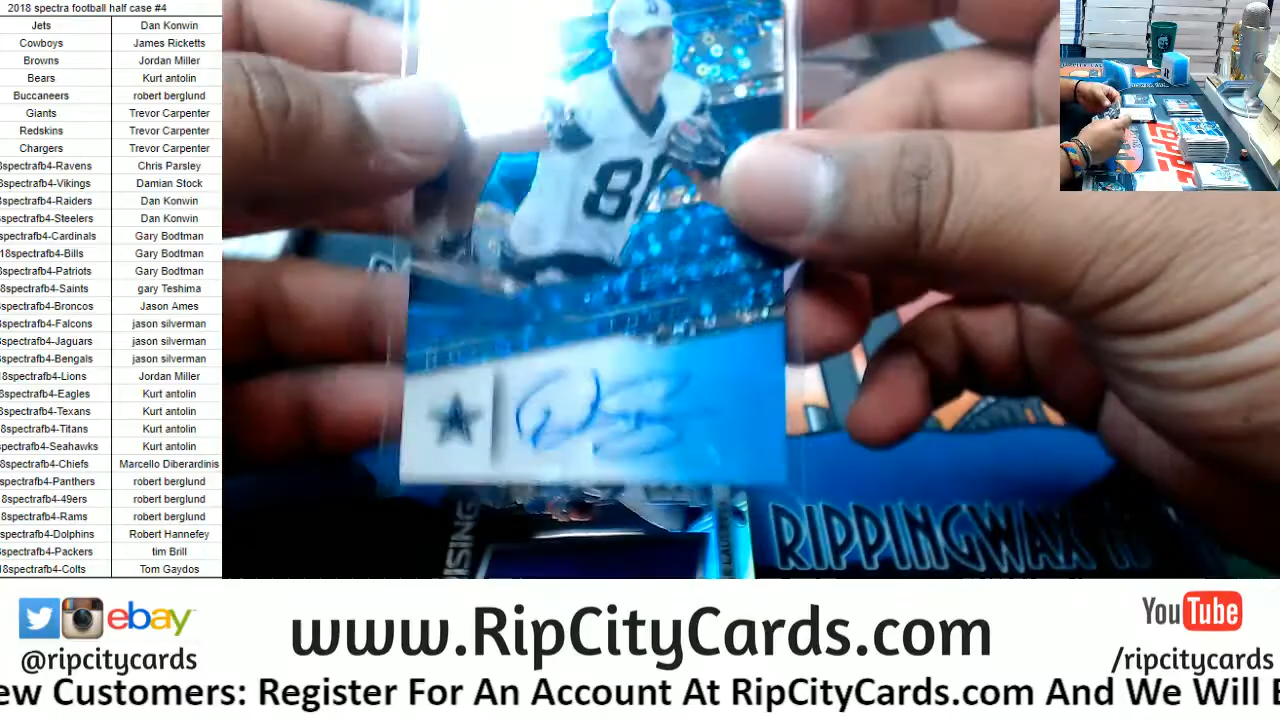 2018 spectra football half case #4
Jets Dan Konwin
Cowboys James Ricketts
Browns Jordan Miller
Bears Kurt antolin
Buccaneers robert berglund
Giants Trevor Carpenter
Redskins Trevor Carpenter
Chargers Trevor Carpenter
spectrafb4-Ravens Chris Parsley
spectrafb4-Vikings Damian Stock
spectrafb4-Raiders Dan Konwin
spectrafb4-Steelers Dan Konwin
spectrafb4-Cardinals Gary Bodtman
18spectrafb4-Bills Gary Bodtman
spectrafb4-Patriots Gary Bodtman
8spectrafb4-Saints gary Teshima
spectrafb4-Broncos Jason Ames
spectrafb4-Falcons jason silverman
spectrafb4-Jaguars jason silverman
spectrafb4-Bengals jason silverman
18spectrafb4-Lions Jordan Miller
spectrafb4-Eagles Kurt antolin
spectrafb4-Texans Kurt antolin
8spectrafb4-Titans Kurt antolin
spectrafb4-Seahawks Kurt antolin
8spectrafb4-Chiefs Marcello Diberardinis
spectrafb4-Panthers robert berglund
8spectrafb4-49ers robert berglund
8spectrafb4-Rams robert berglund
spectrafb4-Dolphins Robert Hannefey
spectrafb4-Packers tim Brill
18spectrafb4-Colts Tom Gaydos
RISING
RIPPINGWAX
ebay
@ripcitycards
www.RipCityCards.com
YouTube
/ripcitycards
ew Customers: Register For An Account At RipCityCards.com And We Will